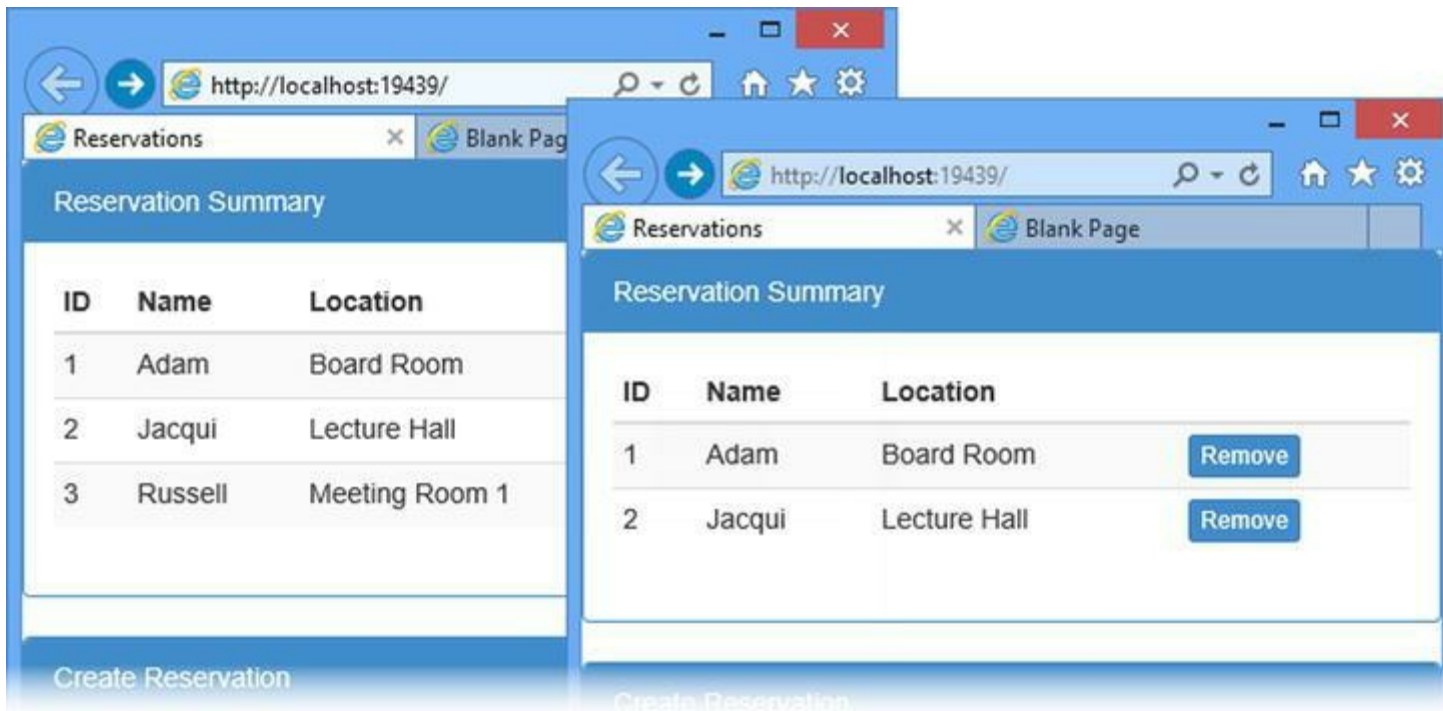 http://localhost:19439/
Reservations
Blank Pag
Reservation Summary
ID Name Location
1 Adam Board Room
2 Jacqui Lecture Hall
3 Russell Meeting Room 1
Create Reservation
http://localhost:19439/
Reservations
Blank Page
Reservation Summary
ID Name Location
1 Adam Board Room Remove
2 Jacqui Lecture Hall Remove
Create Reservation